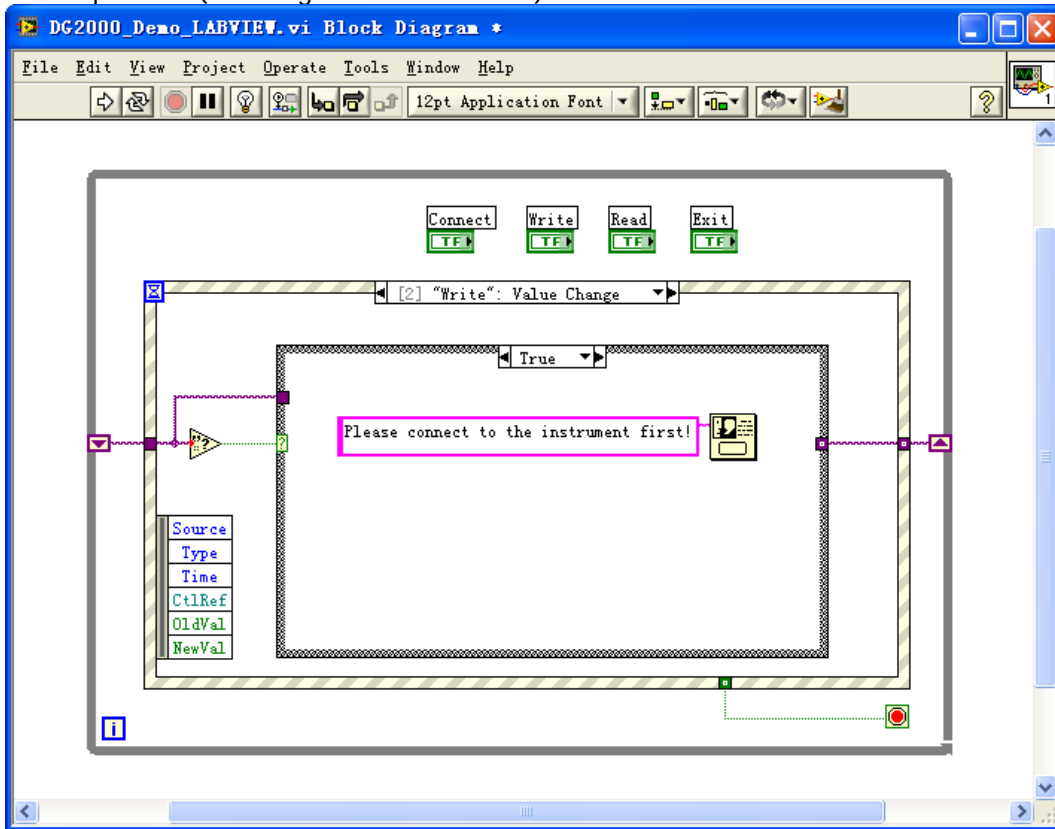 DG2000_Demo_LABVIEW.vi Block Diagram *
File Edit View Project Operate Tools Window Help
12pt Application Font
1
Connect Write Read Exit
TF TF TF TF
[2] "Write": Value Change
True
Please connect to the instrument first!
"?
?
Source
Type
Time
CtlRef
OldVal
NewVal
i